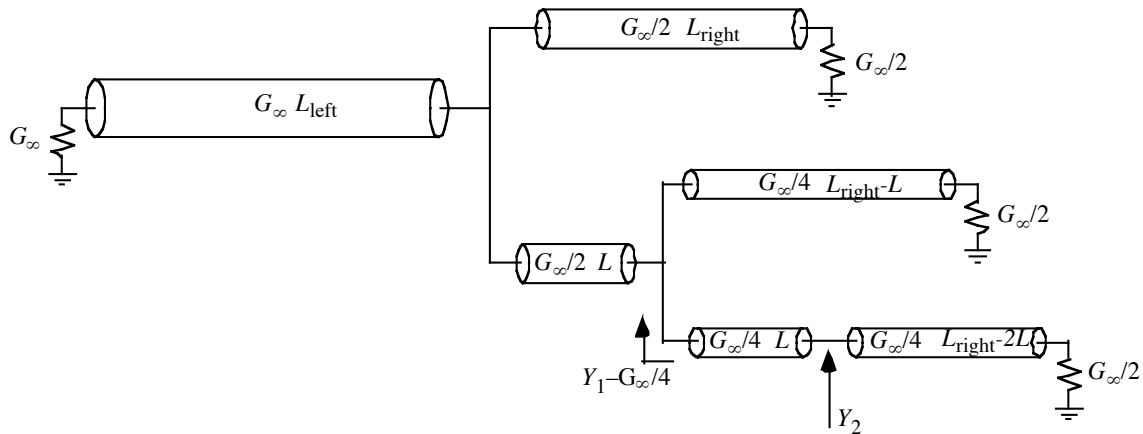 G∞/2 L_right
G∞/2
G∞ L_left
G∞
G∞/4 L_right-L
G∞/2
G∞/2 L
G∞/4 L
G∞/4 L_right-2L
Y_1–G∞/4
G∞/2
Y_2